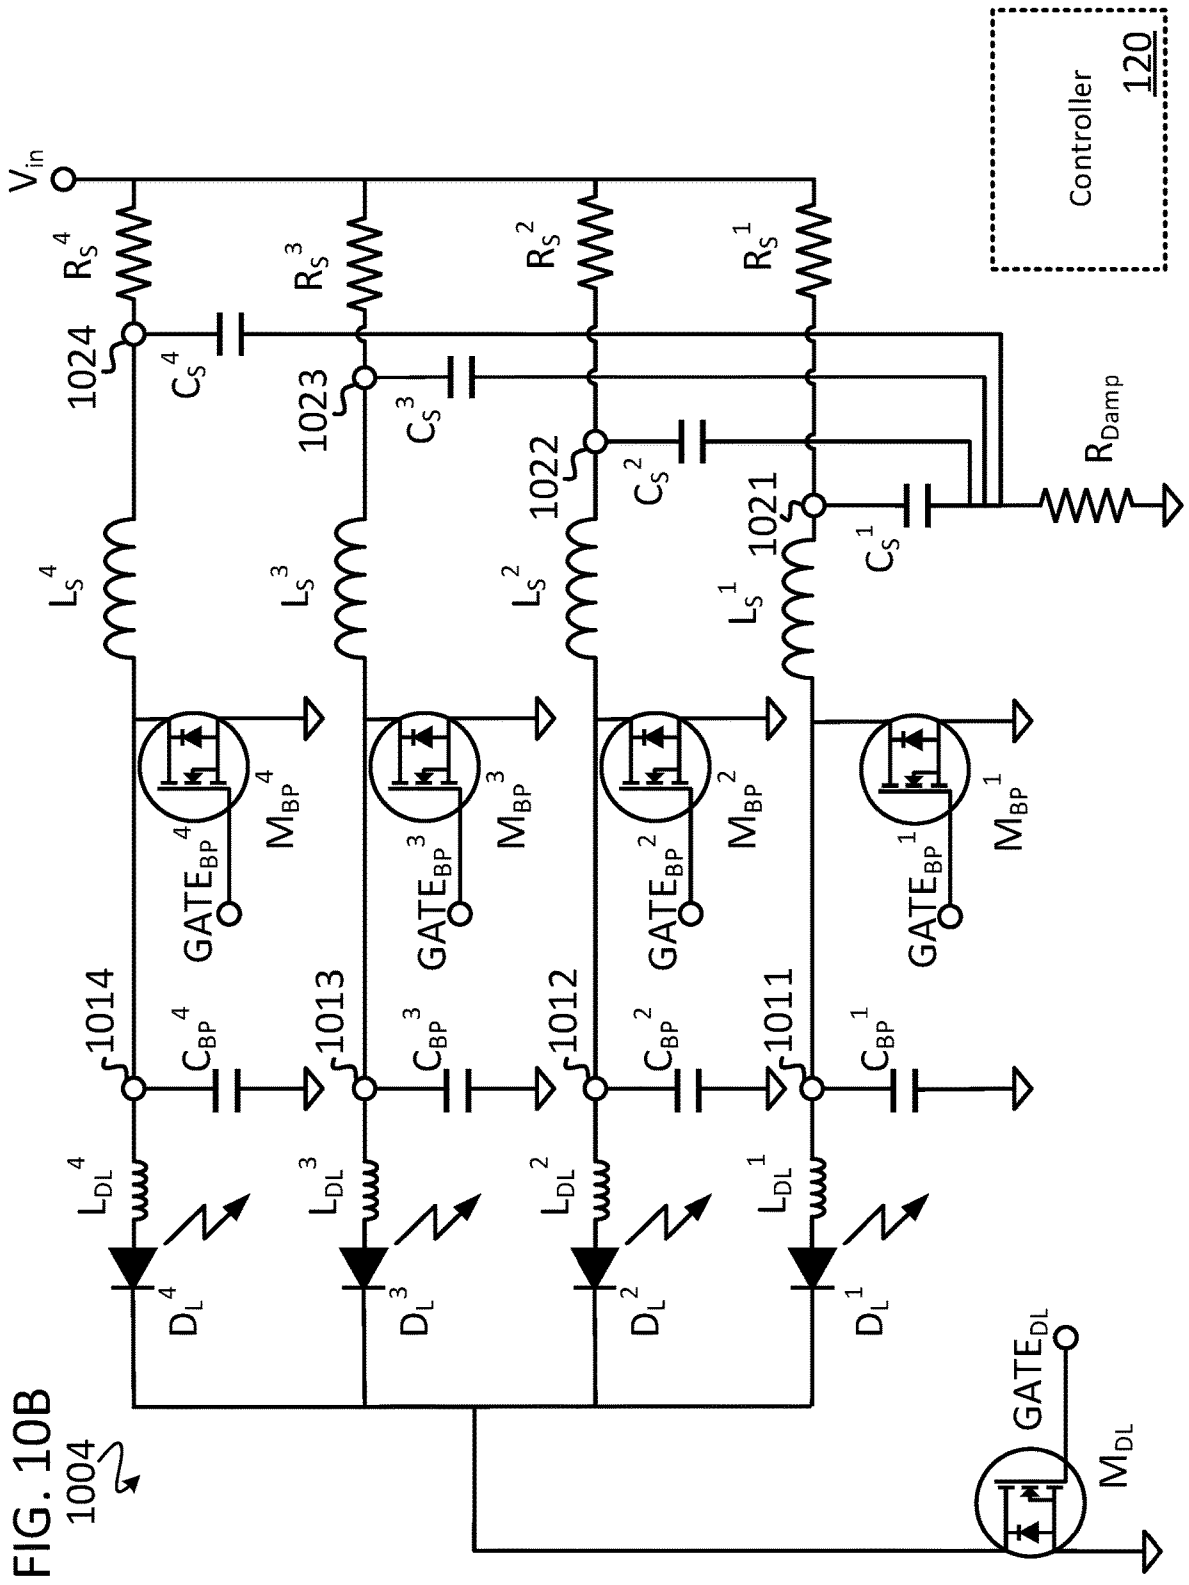 FIG. 10B
1004
V_in
R_S^4
1024
C_S^4
L_S^4
M_BP^4
GATE_BP^4
1014
C_BP^4
L_DL^4
D_L^4
R_S^3
1023
C_S^3
L_S^3
M_BP^3
GATE_BP^3
1013
C_BP^3
L_DL^3
D_L^3
R_S^2
1022
C_S^2
L_S^2
M_BP^2
GATE_BP^2
1012
C_BP^2
L_DL^2
D_L^2
R_S^1
1021
C_S^1
L_S^1
M_BP^1
GATE_BP^1
1011
C_BP^1
L_DL^1
D_L^1
R_Damp
GATE_DL
M_DL
Controller
120